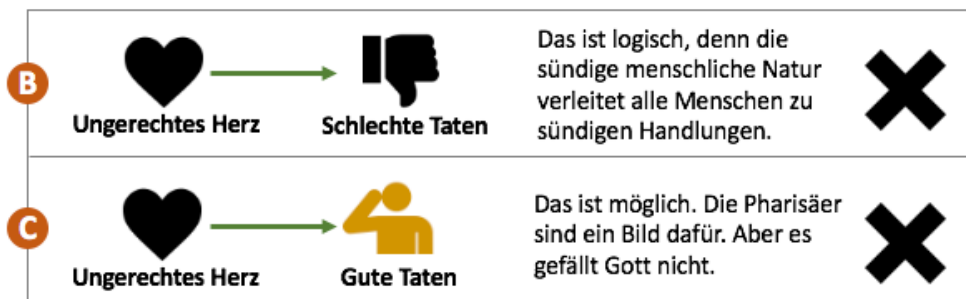 B
Ungerechtes Herz
Schlechte Taten
Das ist logisch, denn die
sündige menschliche Natur
verleitet alle Menschen zu
sündigen Handlungen.
C
Ungerechtes Herz
Gute Taten
Das ist möglich. Die Pharisäer
sind ein Bild dafür. Aber es
gefällt Gott nicht.